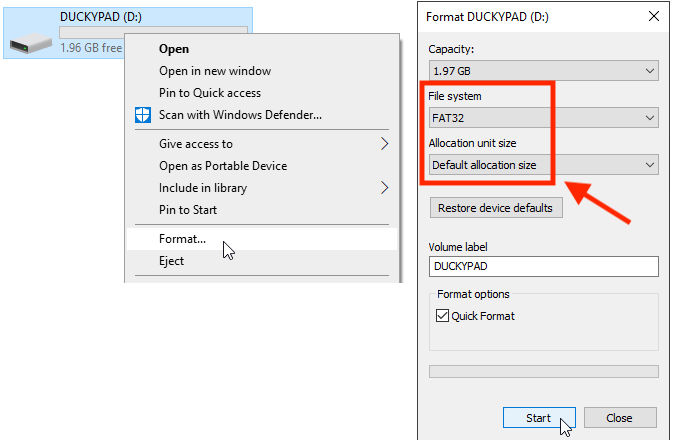 DUCKYPAD (D:)
1.96 GB free
Open
Open in new window
Pin to Quick access
Scan with Windows Defender...
Give access to
Open as Portable Device
Include in library
Pin to Start
Format...
Eject
Format DUCKYPAD (D:)
Capacity:
1.97 GB
File system
FAT32
Allocation unit size
Default allocation size
Restore device defaults
Volume label
DUCKYPAD
Format options
Quick Format
Start
Close